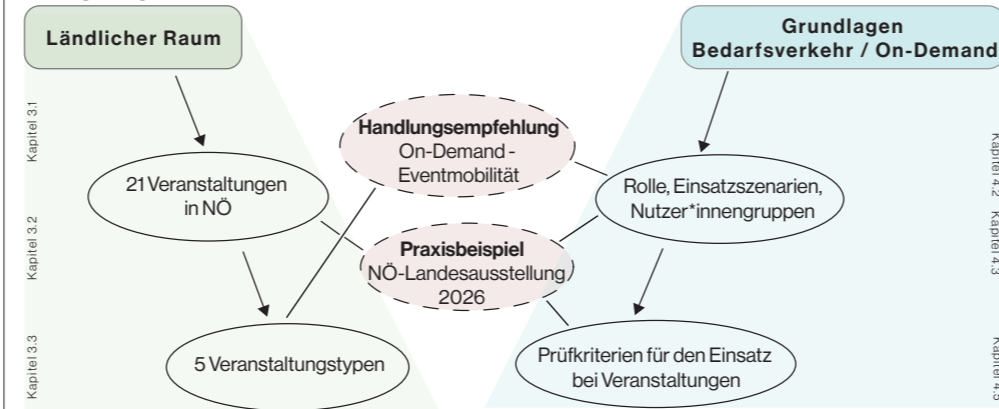 Ländlicher Raum
Grundlagen
Bedarfsverkehr / On-Demand
Kapitel 3.1
Handlungsempfehlung
On-Demand -
Eventmobilität
21 Veranstaltungen
in NÖ
Rolle, Einsatzszenarien,
Nutzer*innengruppen
Kapitel 4.2
Kapitel 3.2
Kapitel 4.3
Praxisbeispiel
NÖ-Landesausstellung
2026
Kapitel 3.3
5 Veranstaltungstypen
Prüfkriterien für den Einsatz
bei Veranstaltungen
Kapitel